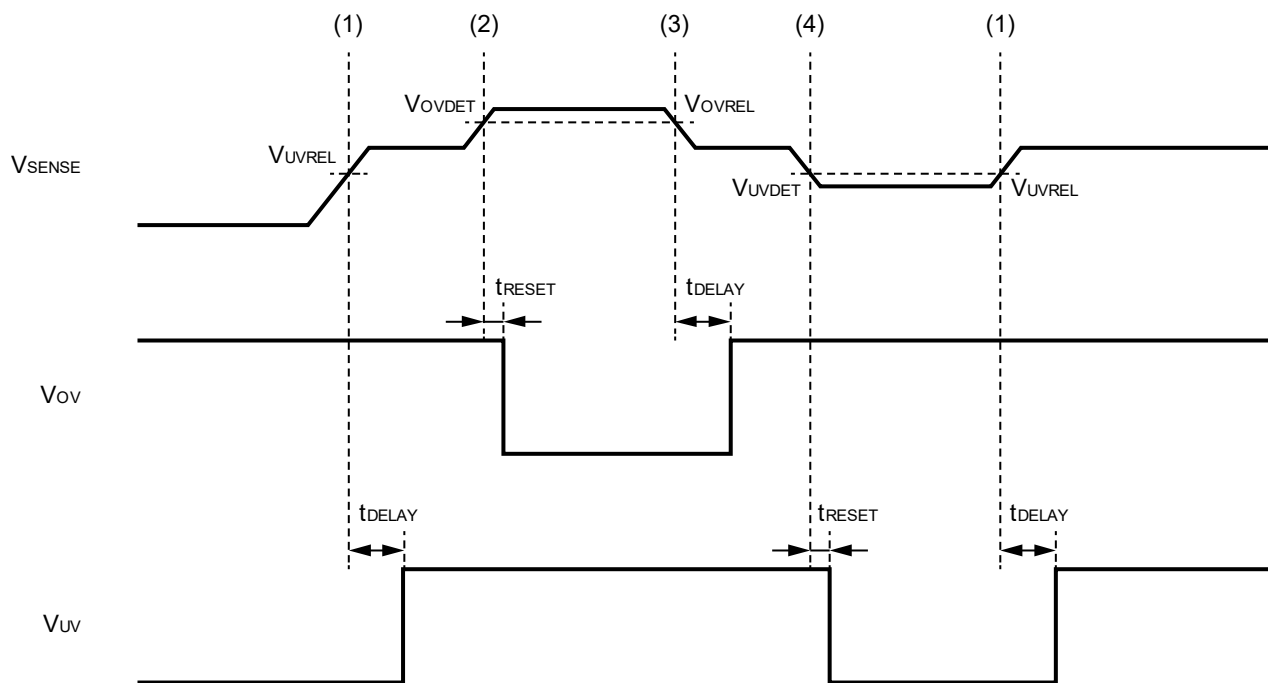 (1) (2) (3) (4) (1)
VOVDET VOVREL
VUVREL
VSENSE
VUVDET VUVREL
tRESET tDELAY
VOV
tDELAY tRESET tDELAY
VUV